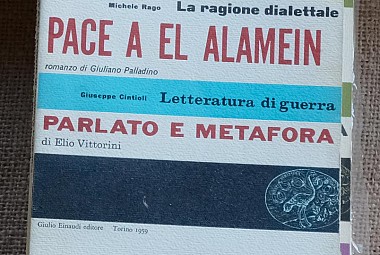 Michele Rago La ragione dialettale
PACE A EL ALAMEIN
romanzo di Giuliano Palladino
Giuseppe Cintioli Letteratura di guerra
PARLATO E METAFORA
di Elio Vittorini
Giulio Einaudi editore Torino 1959